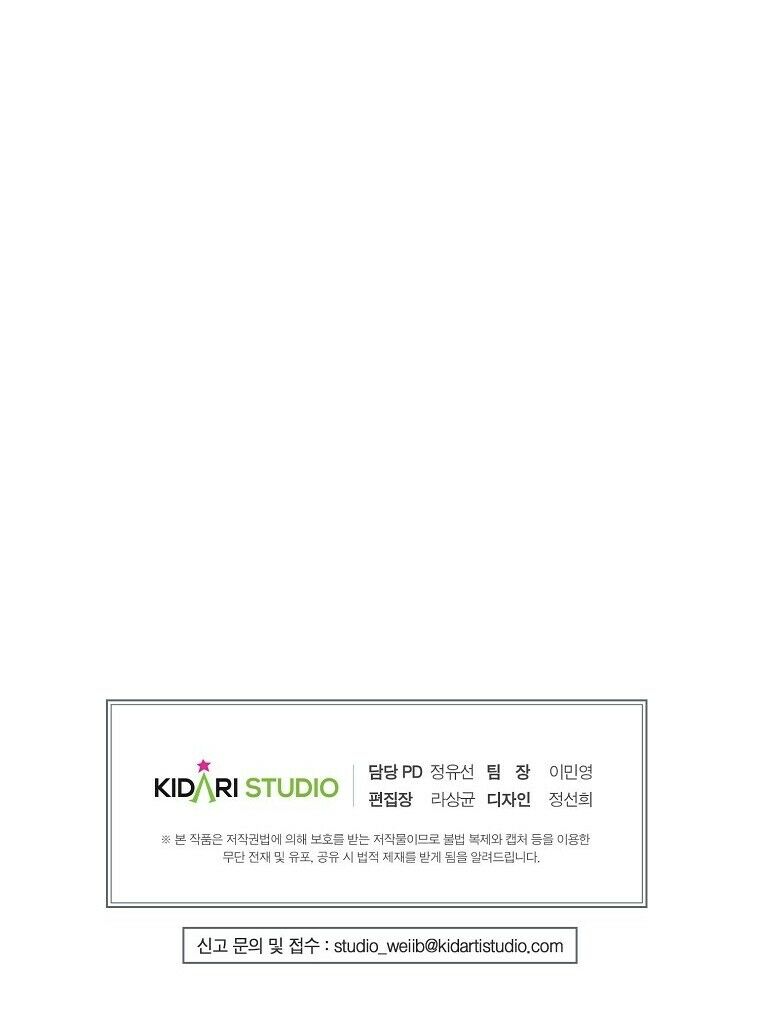 KIDARI STUDIO
담당 PD 정유선 팀 장 이민영
편집장 라상균 디자인 정선희
※ 본 작품은 저작권법에 의해 보호를 받는 저작물이므로 불법 복제와 캡처 등을 이용한
무단 전재 및 유포, 공유 시 법적 제재를 받게 됨을 알려드립니다.
신고 문의 및 접수 : studio_weiib@kidartistudio.com